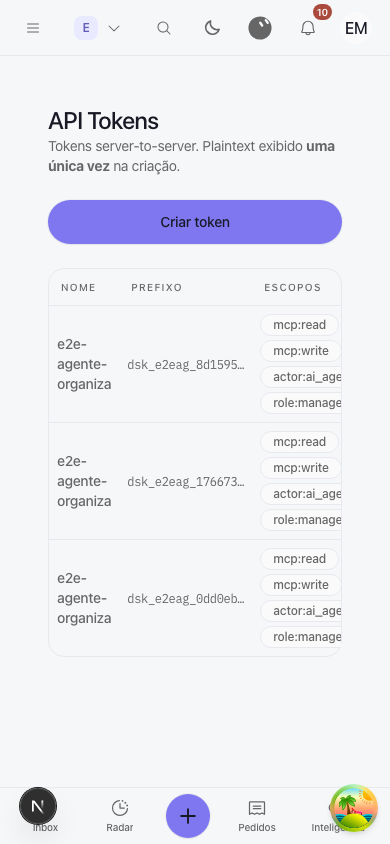 E
10
EM
API Tokens
Tokens server-to-server. Plaintext exibido uma
única vez na criação.
Criar token
NOME PREFIXO ESCOPOS
e2e-
agente-
organiza
dsk_e2eag_8d1595…
mcp:read
mcp:write
actor:ai_age
role:manage
e2e-
agente-
organiza
dsk_e2eag_176673…
mcp:read
mcp:write
actor:ai_age
role:manage
e2e-
agente-
organiza
dsk_e2eag_0dd0eb…
mcp:read
mcp:write
actor:ai_age
role:manage
N
Inbox Radar Pedidos